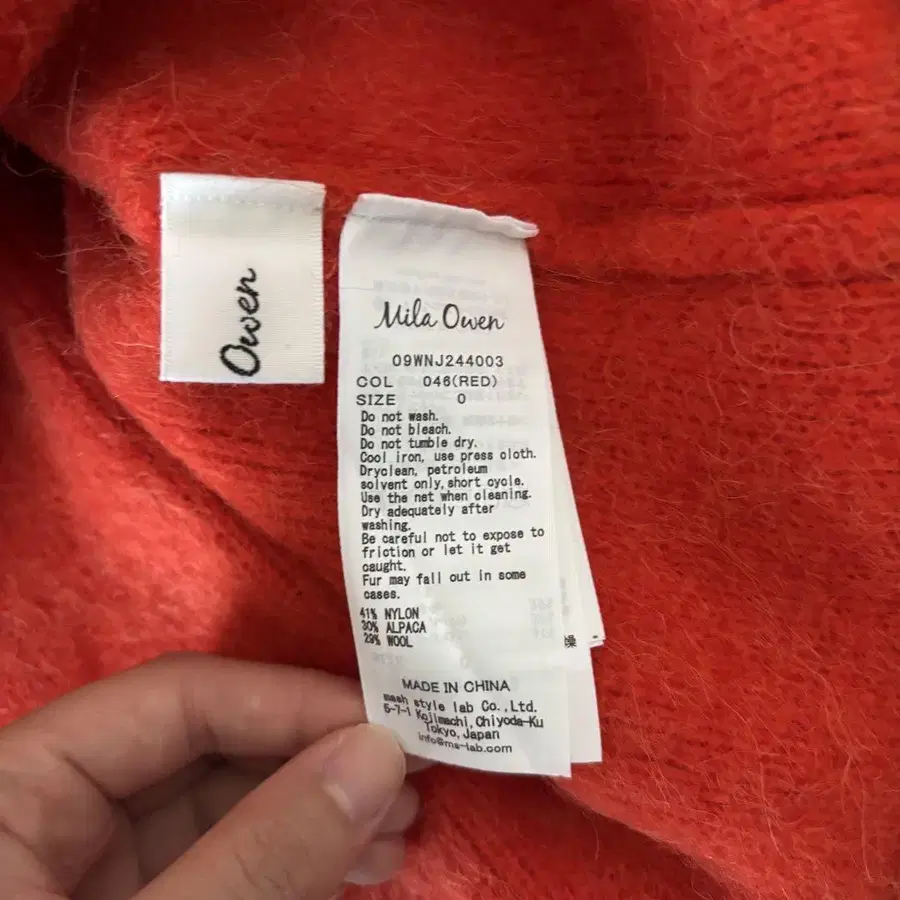 Owen
Mila Owen
09WNJ244003
COL 046(RED)
SIZE 0
Do not wash.
Do not bleach.
Do not tumble dry.
Cool iron, use press cloth.
Dryclean, petroleum
solvent only, short cycle.
Use the net when cleaning.
Dry adequately after
washing.
Be careful not to expose to
friction or let it get
caught.
Fur may fall out in some
cases.
41% NYLON
30% ALPACA
29% WOOL
MADE IN CHINA
mash style lab Co.,Ltd.
5-7-1 Kojimachi, Chiyoda-Ku
Tokyo, Japan
info@ms-lab.com
燥